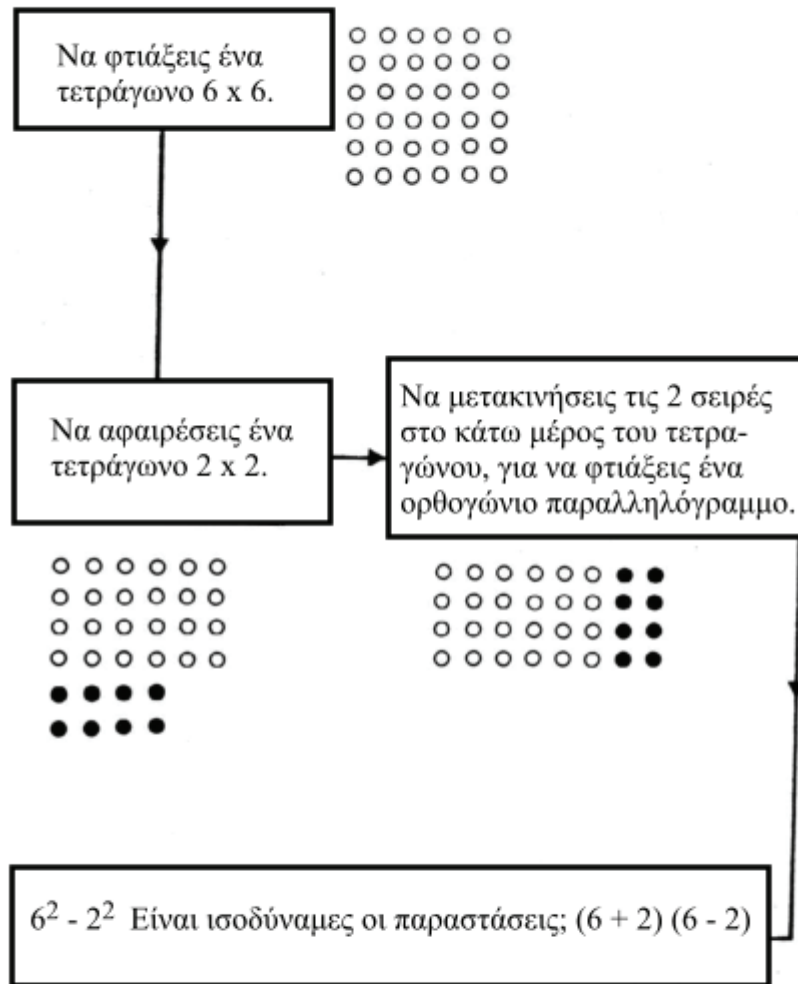 Να φτιάξεις ένα
τετράγωνο 6 x 6.
Να αφαιρέσεις ένα
τετράγωνο 2 x 2.
Να μετακινήσεις τις 2 σειρές
στο κάτω μέρος του τετρα-
γώνου, για να φτιάξεις ένα
ορθογώνιο παραλληλόγραμμο.
6² - 2² Είναι ισοδύναμες οι παραστάσεις; (6 + 2) (6 - 2)